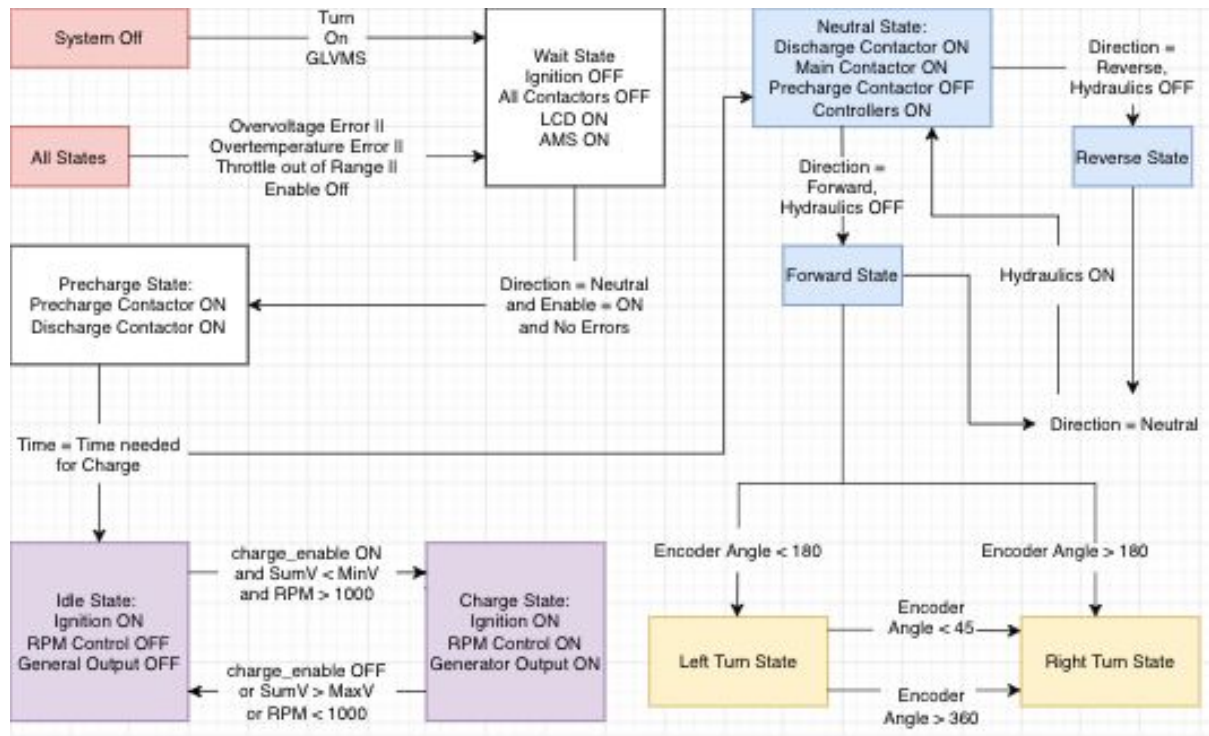 System Off
Turn
On
GLVMS
Wait State
Ignition OFF
All Contactors OFF
LCD ON
AMS ON
All States
Overvoltage Error II
Overtemperature Error II
Throttle out of Range II
Enable Off
Neutral State:
Discharge Contactor ON
Main Contactor ON
Precharge Contactor OFF
Controllers ON
Direction =
Reverse,
Hydraulics OFF
Reverse State
Direction =
Forward,
Hydraulics OFF
Forward State
Hydraulics ON
Direction = Neutral
Precharge State:
Precharge Contactor ON
Discharge Contactor ON
Direction = Neutral
and Enable = ON
and No Errors
Time = Time needed
for Charge
Idle State:
Ignition ON
RPM Control OFF
General Output OFF
charge_enable ON
and SumV < MinV
and RPM > 1000
charge_enable OFF
or SumV > MaxV
or RPM < 1000
Charge State:
Ignition ON
RPM Control ON
Generator Output ON
Encoder Angle < 180
Encoder Angle > 180
Left Turn State
Encoder
Angle < 45
Encoder
Angle > 360
Right Turn State